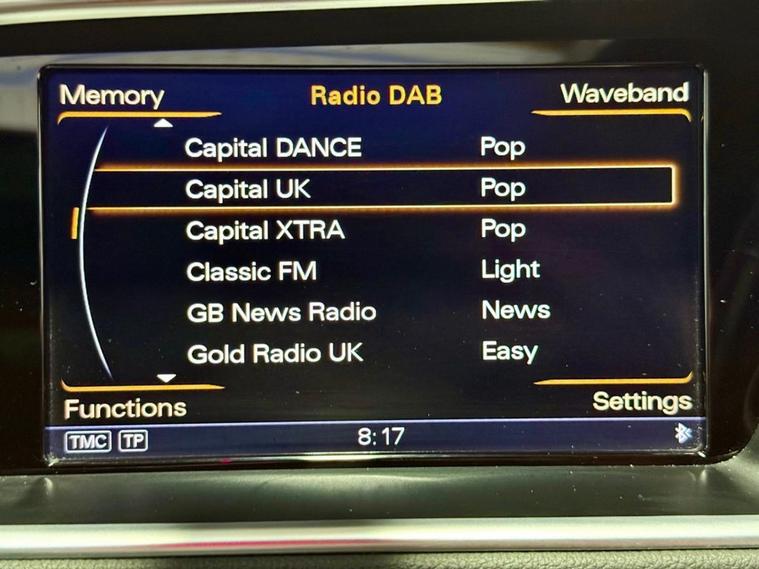 Memory Radio DAB Waveband
Capital DANCE Pop
Capital UK Pop
Capital XTRA Pop
Classic FM Light
GB News Radio News
Gold Radio UK Easy
Functions Settings
TMC TP 8:17